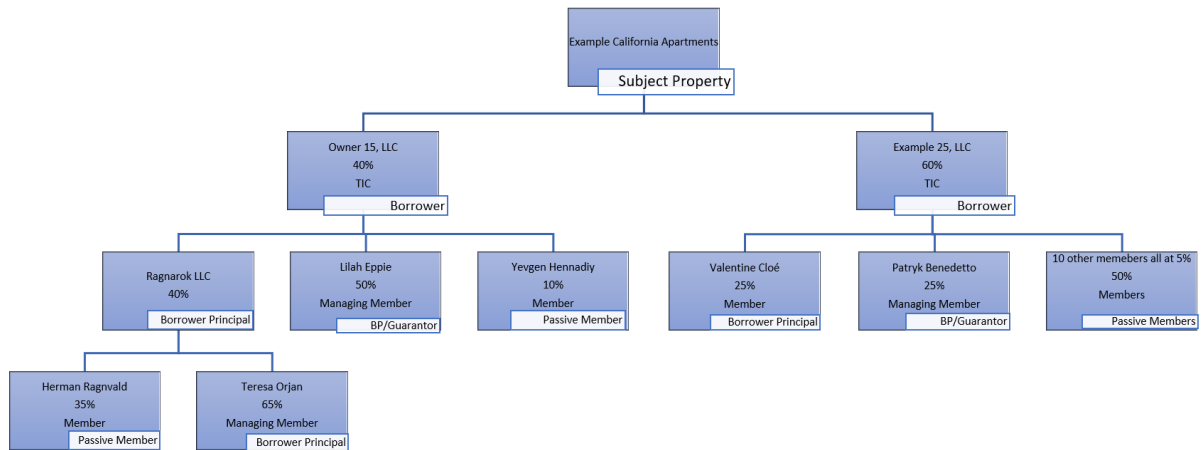 Example California Apartments
Subject Property
Owner 15, LLC
40%
TIC
Borrower
Example 25, LLC
60%
TIC
Borrower
Ragnarok LLC
40%
Borrower Principal
Lilah Eppie
50%
Managing Member
BP/Guarantor
Yevgen Hennadiy
10%
Member
Passive Member
Valentine Cloé
25%
Member
Borrower Principal
Patryk Benedetto
25%
Managing Member
BP/Guarantor
10 other memebers all at 5%
50%
Members
Passive Members
Herman Ragnvald
35%
Member
Passive Member
Teresa Orjan
65%
Managing Member
Borrower Principal